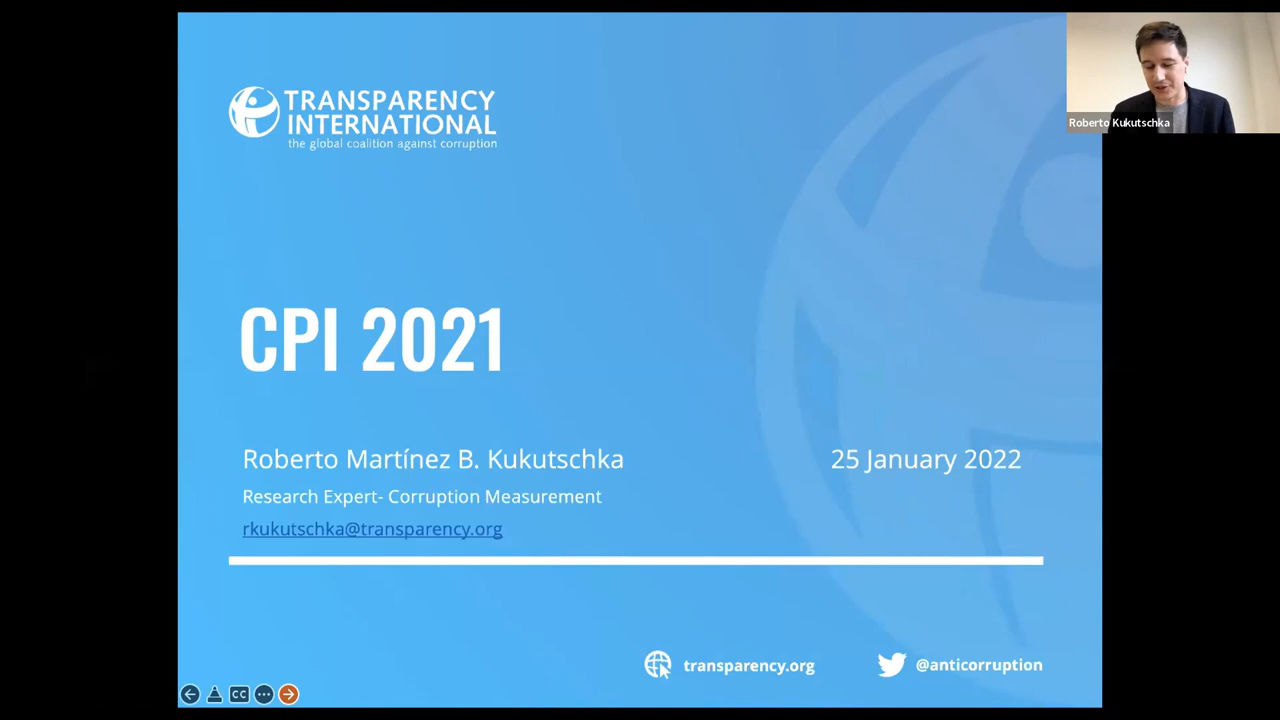 TRANSPARENCY
INTERNATIONAL
the global coalition against corruption
Roberto Kukutschka
CPI 2021
Roberto Martínez B. Kukutschka
25 January 2022
Research Expert- Corruption Measurement
rkukutschka@transparency.org
transparency.org
@anticorruption
CC